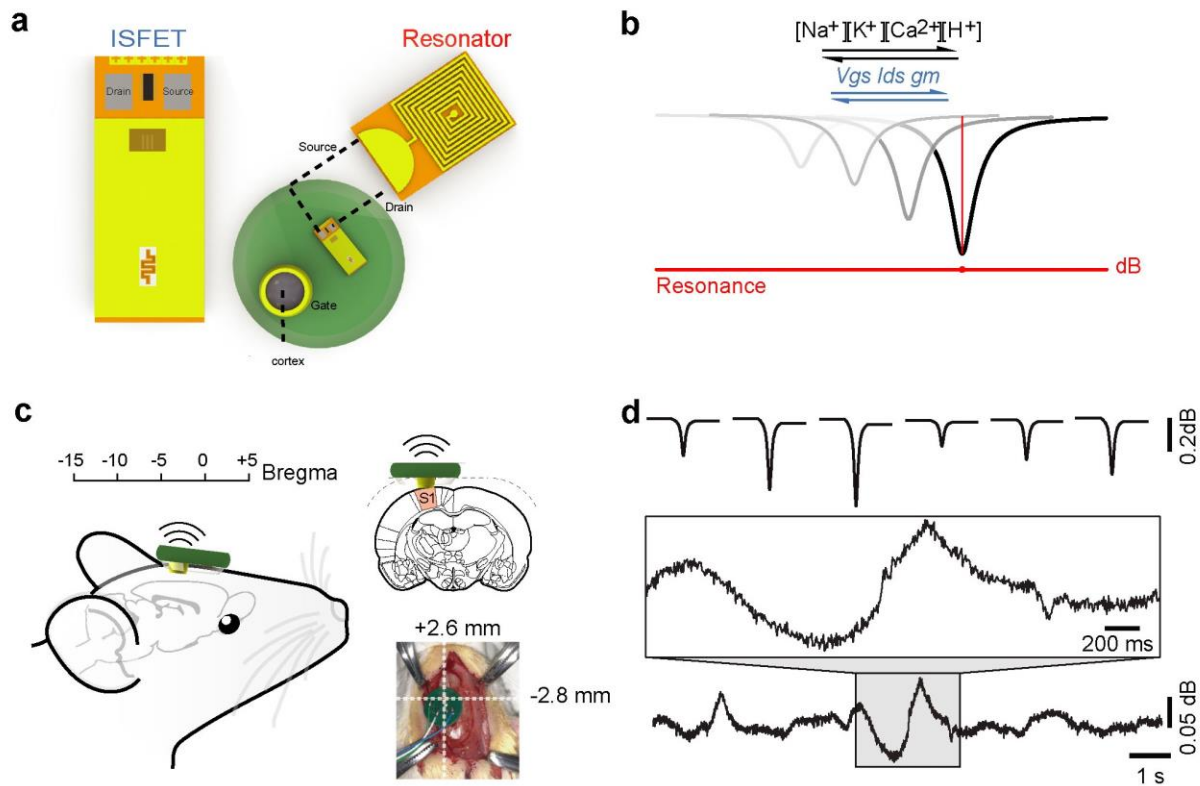 a
ISFET
Resonator
Drain
Source
Source
Drain
Gate
cortex
b
[Na⁺][K⁺][Ca²⁺][H⁺]
Vgs Ids gm
dB
Resonance
c
-15 -10 -5 0 +5 Bregma
S1
+2.6 mm
-2.8 mm
d
0.2dB
200 ms
0.05 dB
1 s